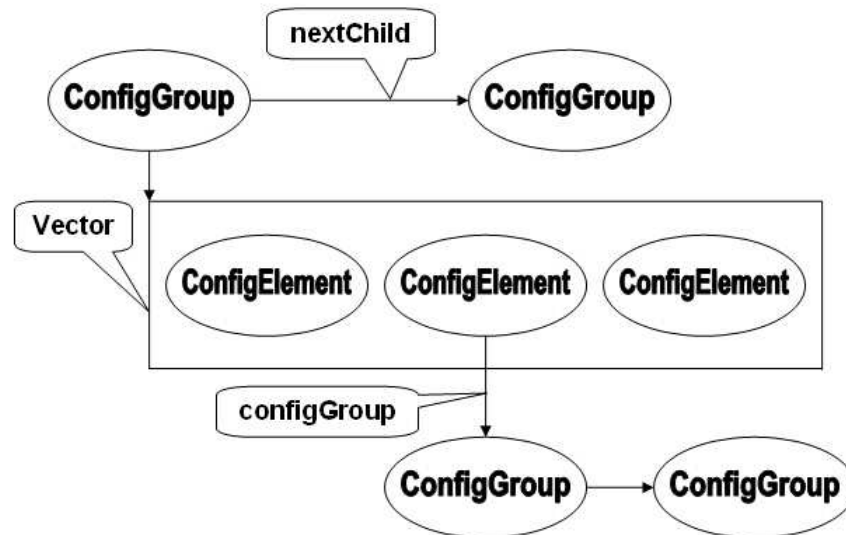 nextChild
ConfigGroup
ConfigGroup
Vector
ConfigElement
ConfigElement
ConfigElement
configGroup
ConfigGroup
ConfigGroup